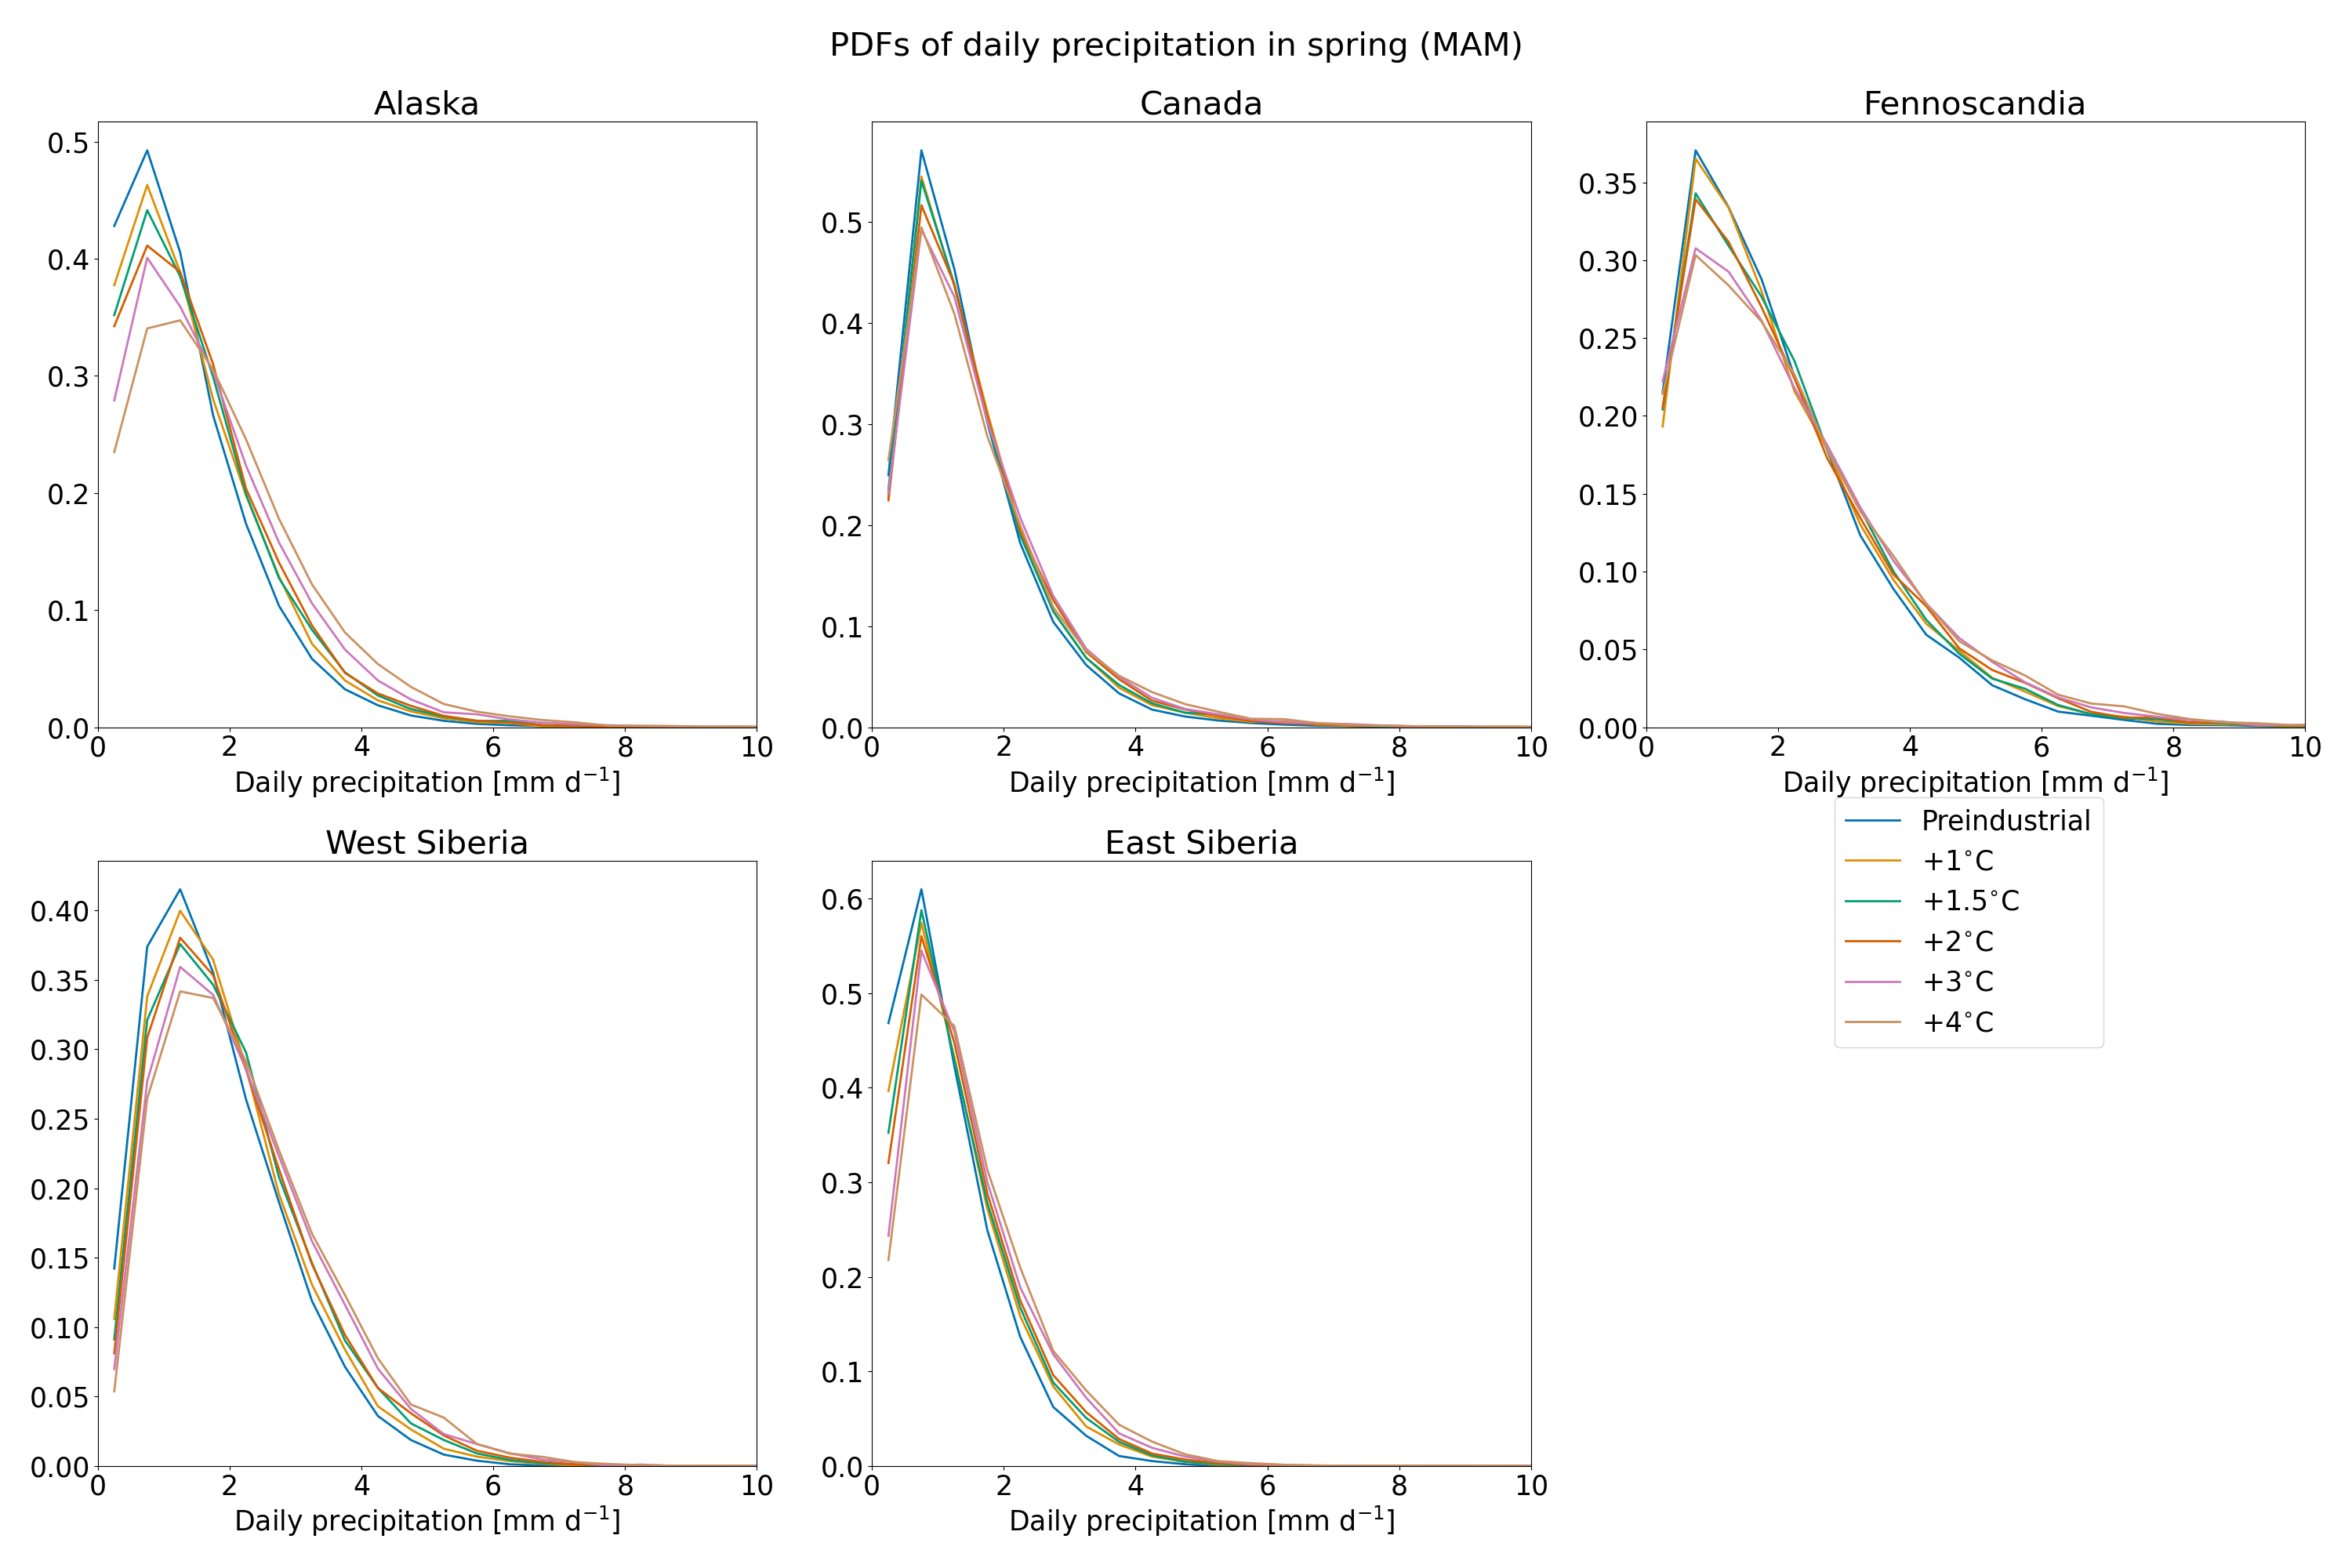 PDFs of daily precipitation in spring (MAM)
Alaska
0.5
0.4
0.3
0.2
0.1
0.0
0 2 4 6 8 10
Daily precipitation [mm d⁻¹]
Canada
0.5
0.4
0.3
0.2
0.1
0.0
0 2 4 6 8 10
Daily precipitation [mm d⁻¹]
Fennoscandia
0.35
0.30
0.25
0.20
0.15
0.10
0.05
0.00
0 2 4 6 8 10
Daily precipitation [mm d⁻¹]
Preindustrial
+1°C
+1.5°C
+2°C
+3°C
+4°C
West Siberia
0.40
0.35
0.30
0.25
0.20
0.15
0.10
0.05
0.00
0 2 4 6 8 10
Daily precipitation [mm d⁻¹]
East Siberia
0.6
0.5
0.4
0.3
0.2
0.1
0.0
0 2 4 6 8 10
Daily precipitation [mm d⁻¹]